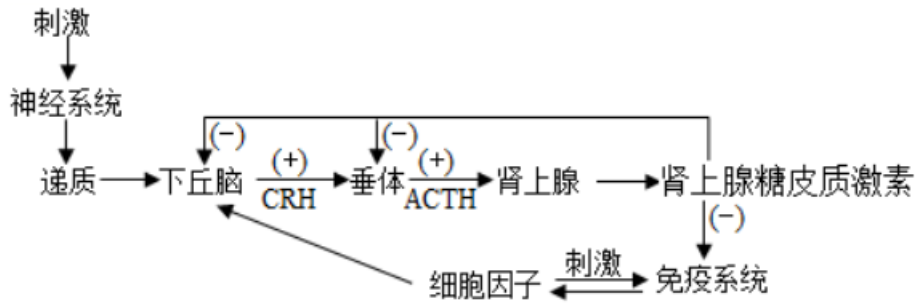 刺激
神经系统
(−) (−)
(+) (+)
递质 下丘脑 垂体 肾上腺 肾上腺糖皮质激素
CRH ACTH
(−)
细胞因子 刺激 免疫系统